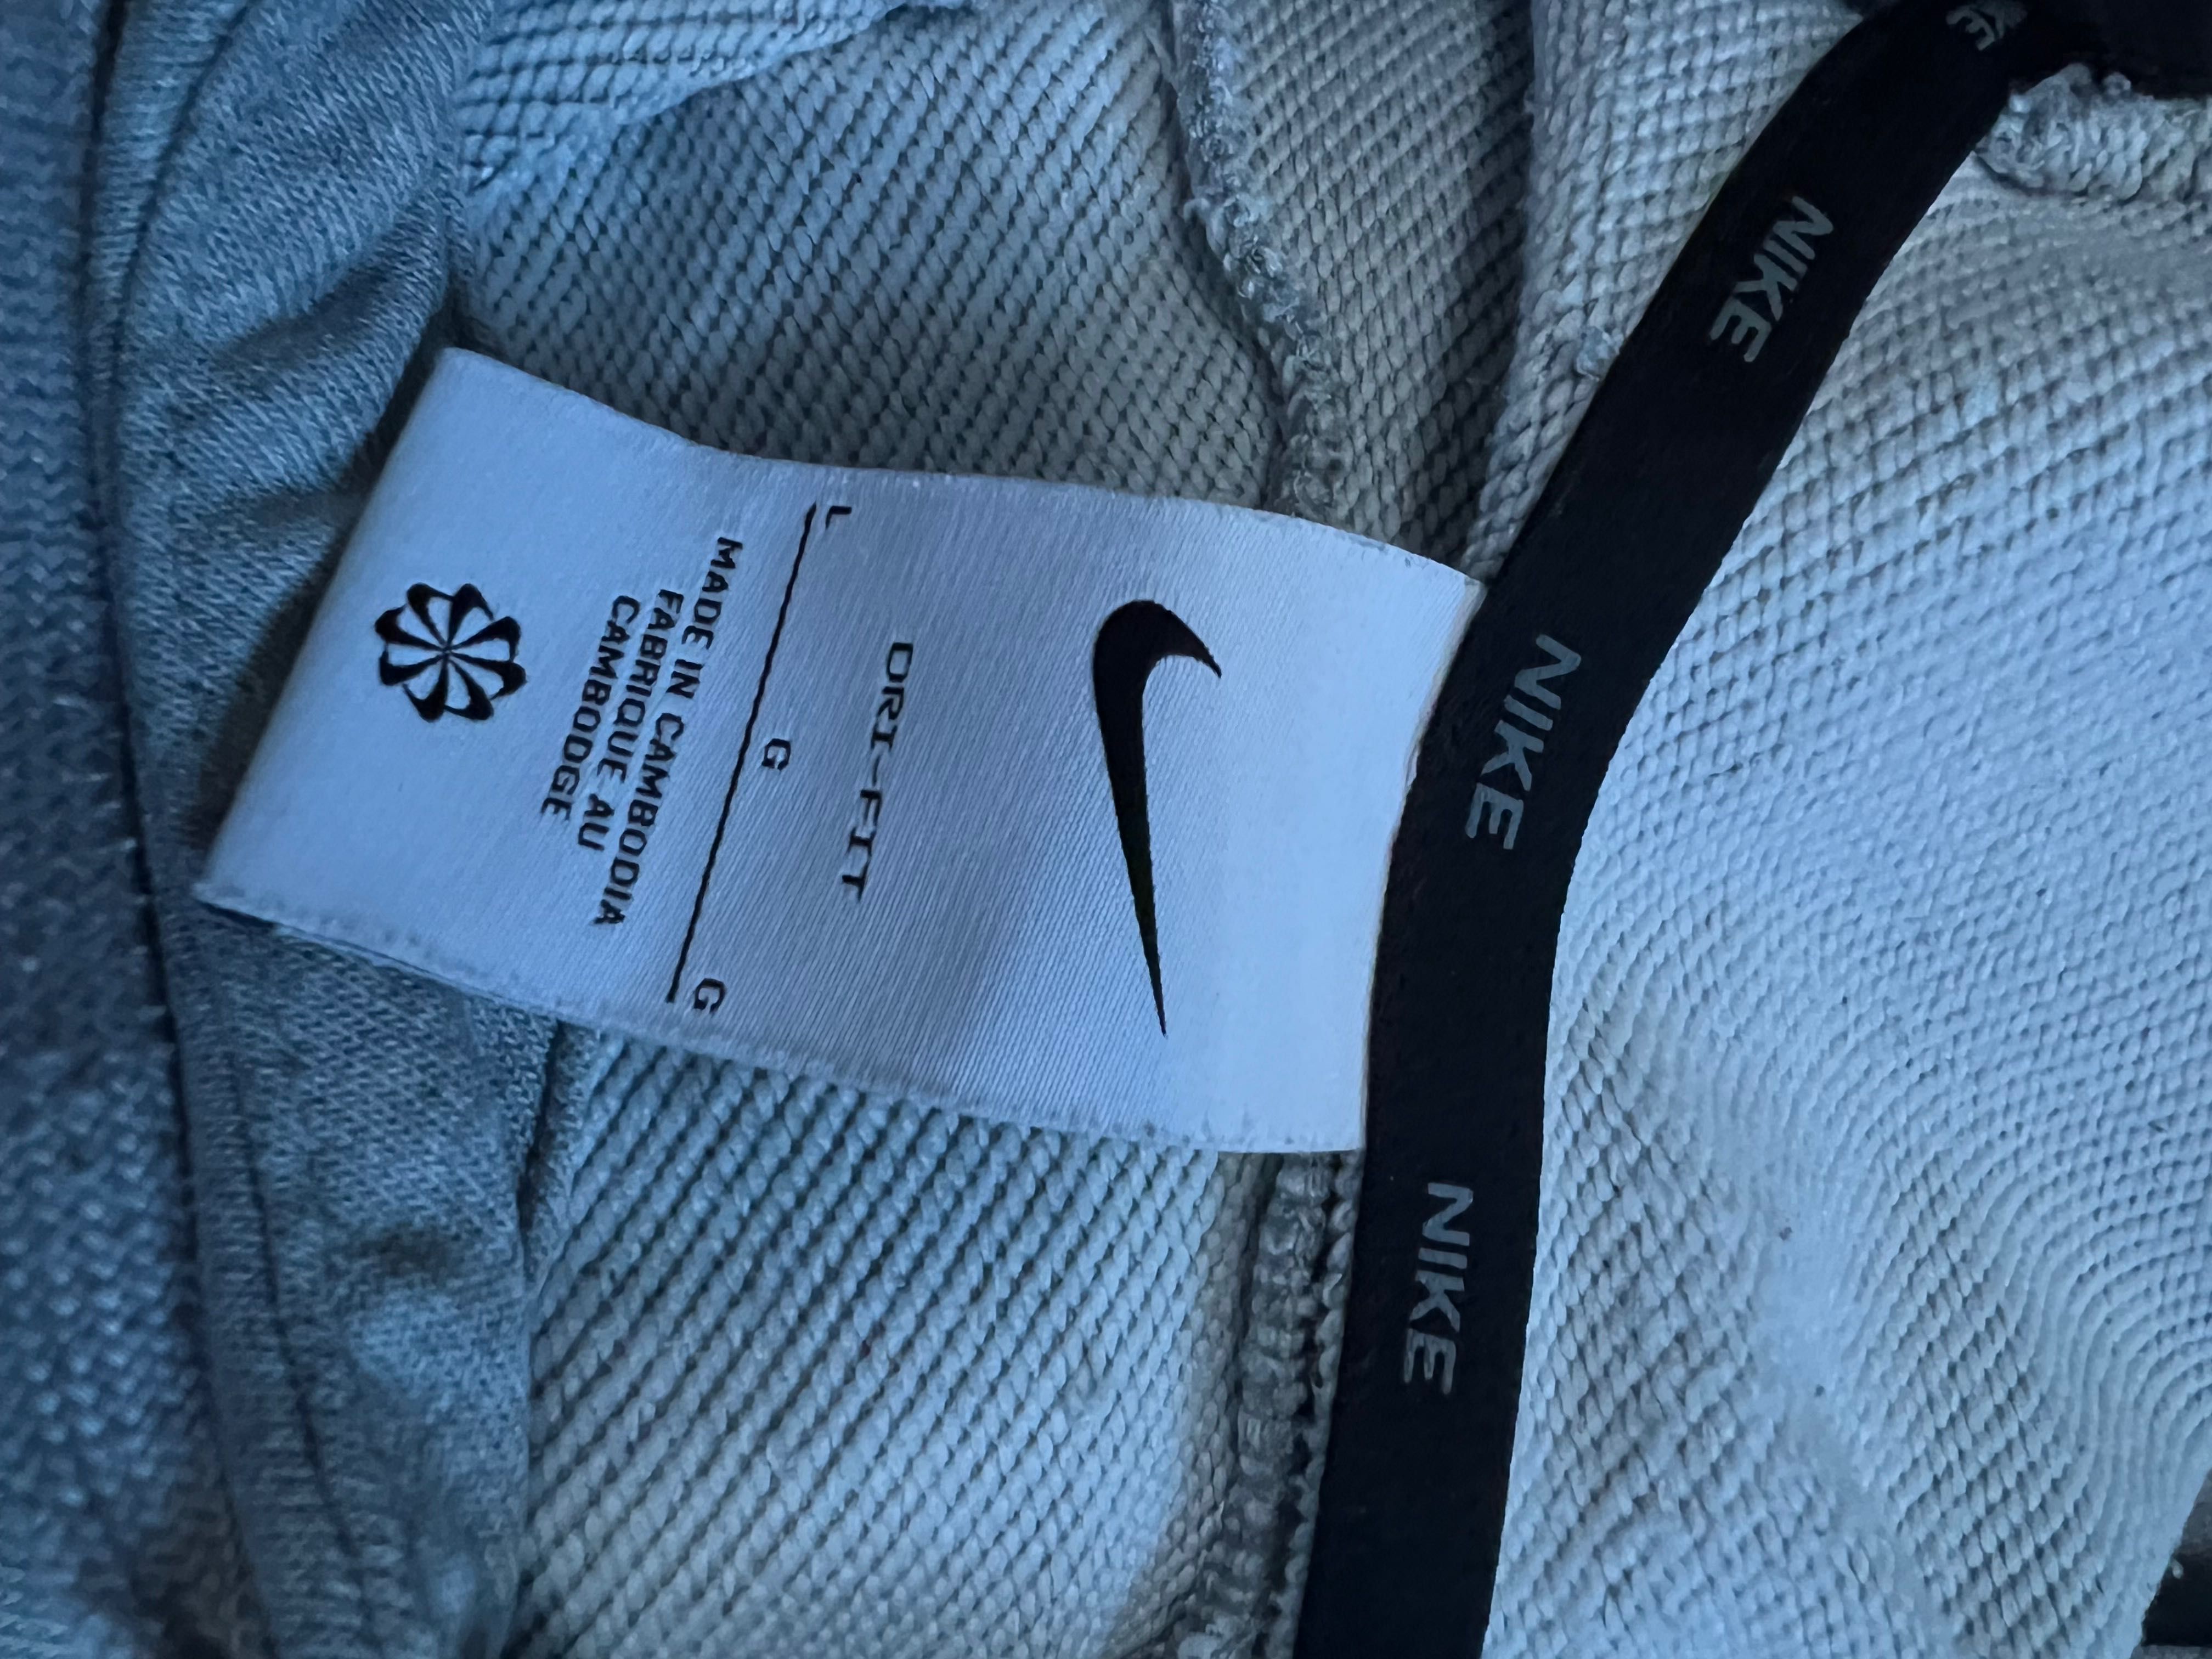 DRI-FIT
L G G
MADE IN CAMBODIA
FABRIQUE AU
CAMBODGE
NIKE
NIKE
NIKE
NIKE